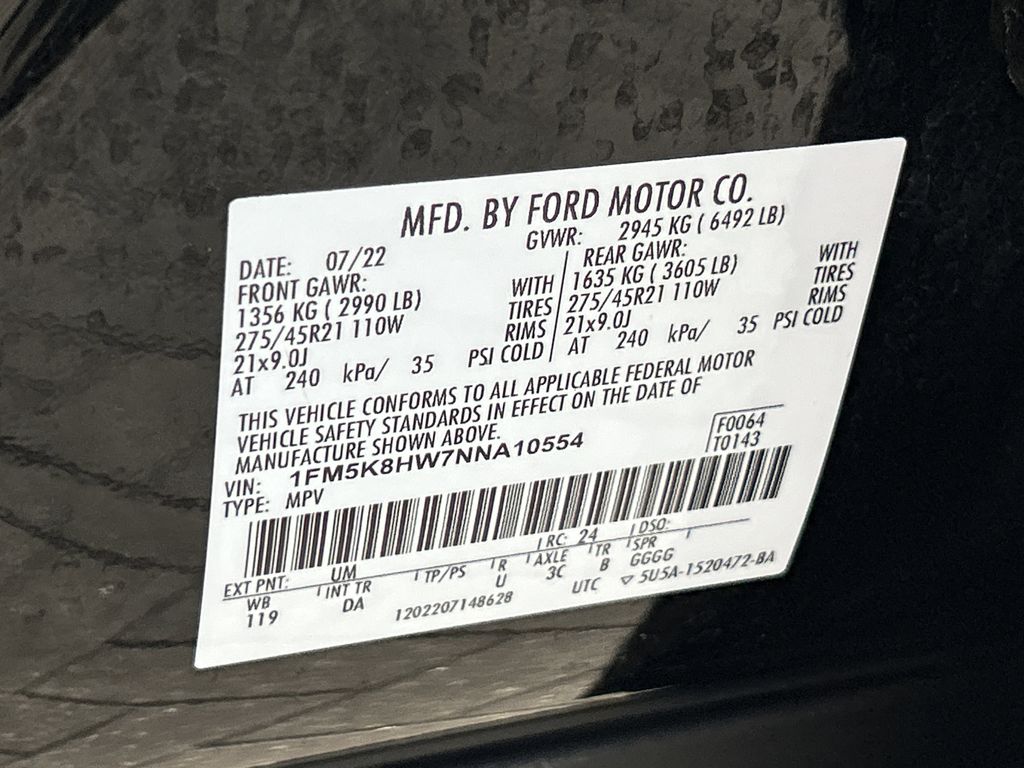 MFD. BY FORD MOTOR CO.
DATE: 07/22 GVWR: 2945 KG ( 6492 LB)
FRONT GAWR: REAR GAWR:
1356 KG ( 2990 LB) WITH 1635 KG ( 3605 LB) WITH
275/45R21 110W TIRES 275/45R21 110W TIRES
21x9.0J RIMS 21x9.0J RIMS
AT 240 kPa/ 35 PSI COLD AT 240 kPa/ 35 PSI COLD
THIS VEHICLE CONFORMS TO ALL APPLICABLE FEDERAL MOTOR
VEHICLE SAFETY STANDARDS IN EFFECT ON THE DATE OF
MANUFACTURE SHOWN ABOVE.
F0064
VIN: 1FM5K8HW7NNA10554
T0143
TYPE: MPV
EXT PNT: UM RC: 24 DSO:
WB INT TR TP/PS R AXLE TR SPR
119 DA U 3C B GGGG
1202207148628 UTC ▽ 5U5A-1520472-BA